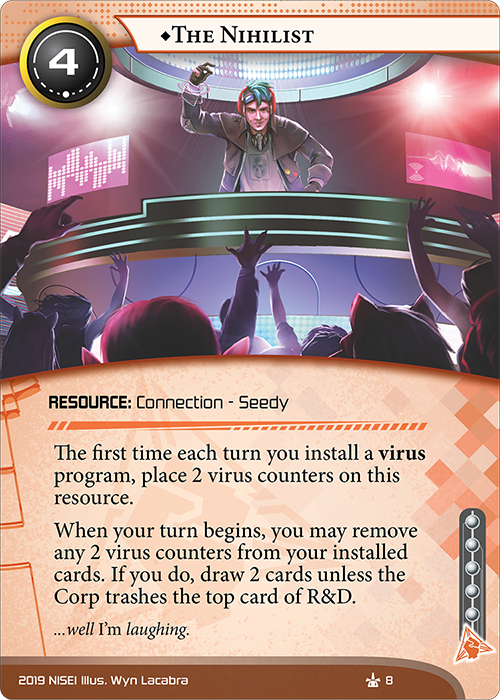 4
♦The Nihilist
RESOURCE: Connection - Seedy
The first time each turn you install a virus
program, place 2 virus counters on this
resource.
When your turn begins, you may remove
any 2 virus counters from your installed
cards. If you do, draw 2 cards unless the
Corp trashes the top card of R&D.
...well I'm laughing.
2019 NISEI Illus. Wyn Lacabra
8